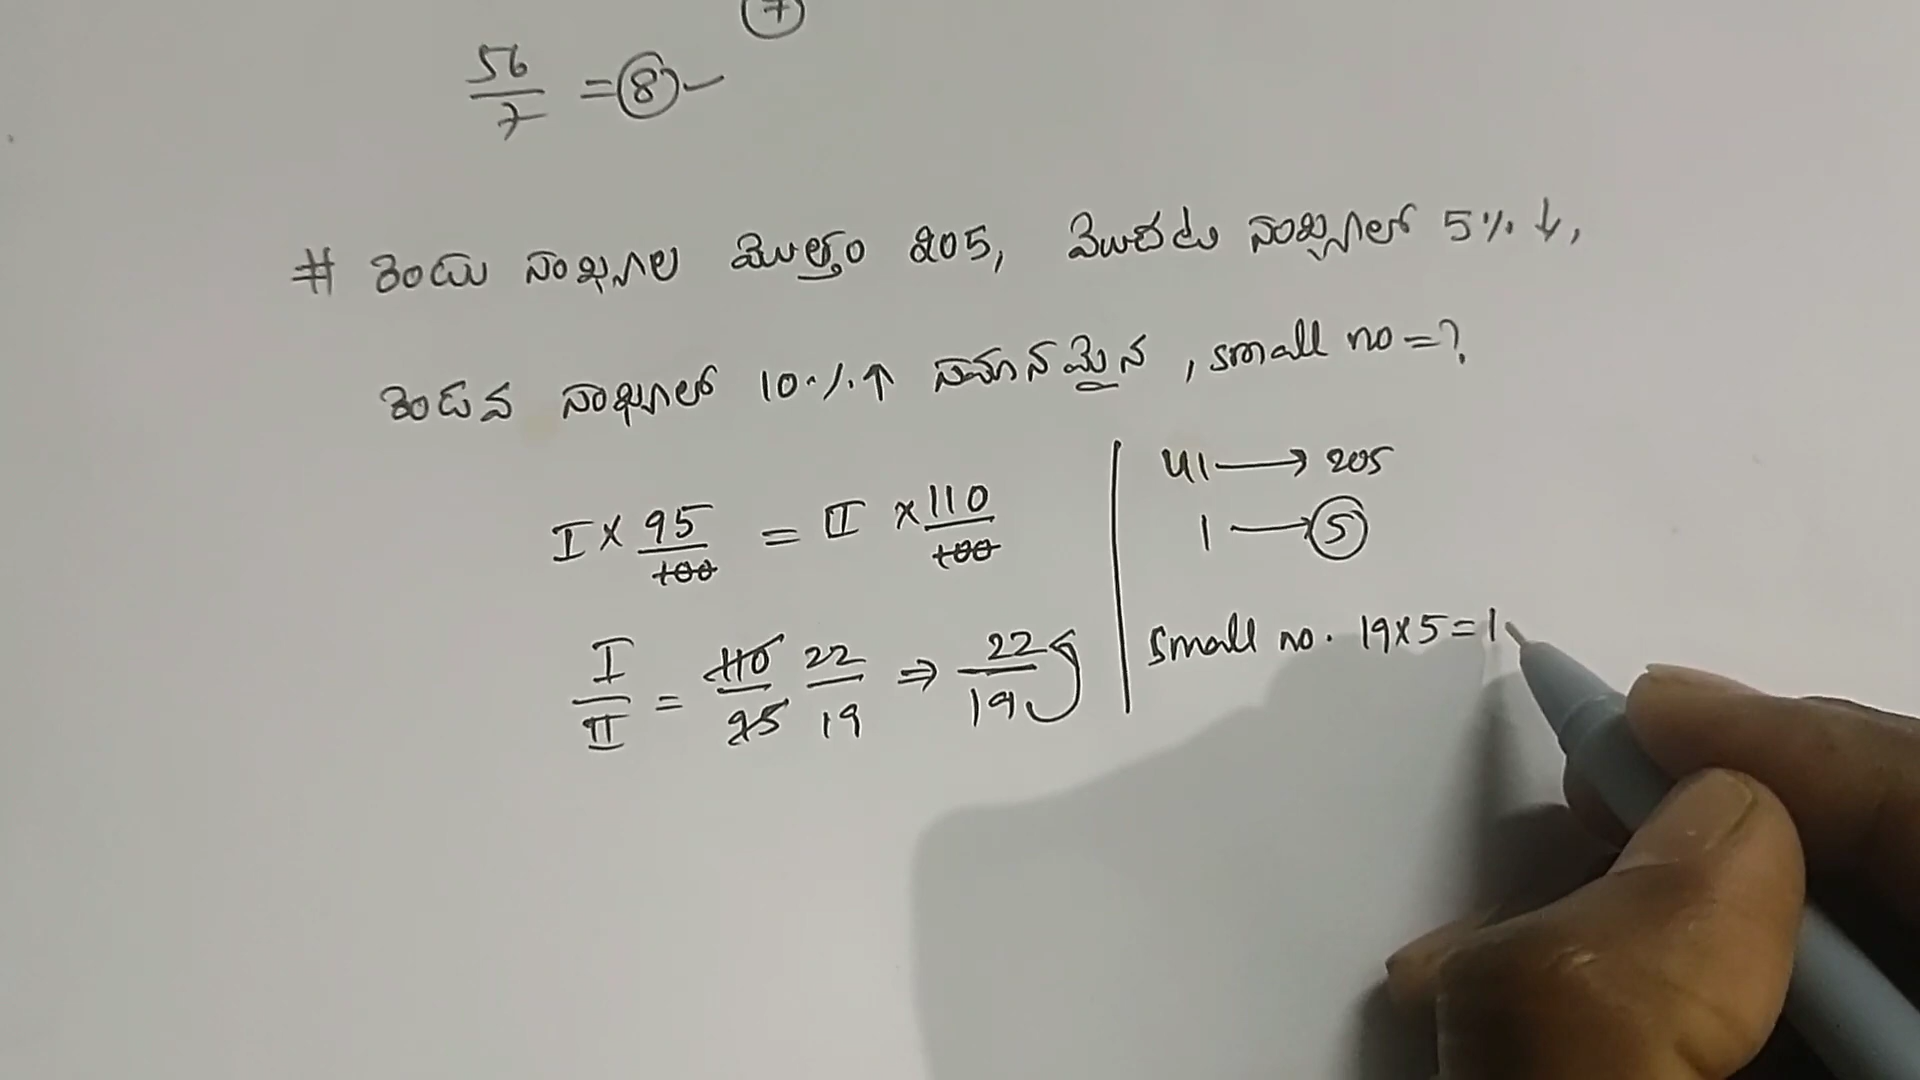 7
56/7 = 8
# రెండు సంఖ్యల మొత్తం 205, మొదటి సంఖ్యలో 5% ↓,
రెండవ సంఖ్యలో 10% ↑ సమానమైన, small no = ?
I × 95/100 = II × 110/100
I/II = 110/95 22/19 ⇒ 22/19
41 → 205
1 → 5
Small no. 19×5=1